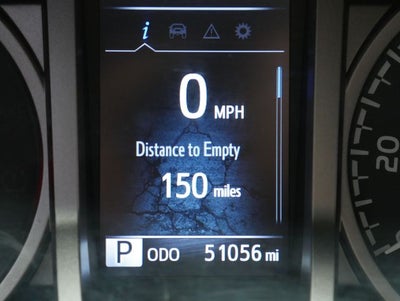 i
0 MPH
Distance to Empty
150 miles
P ODO 51056 mi
20